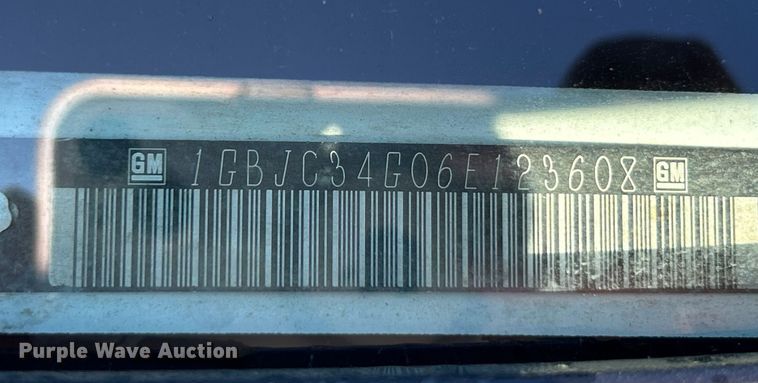 GM 1GBJC34G06E123608 GM
Purple Wave Auction